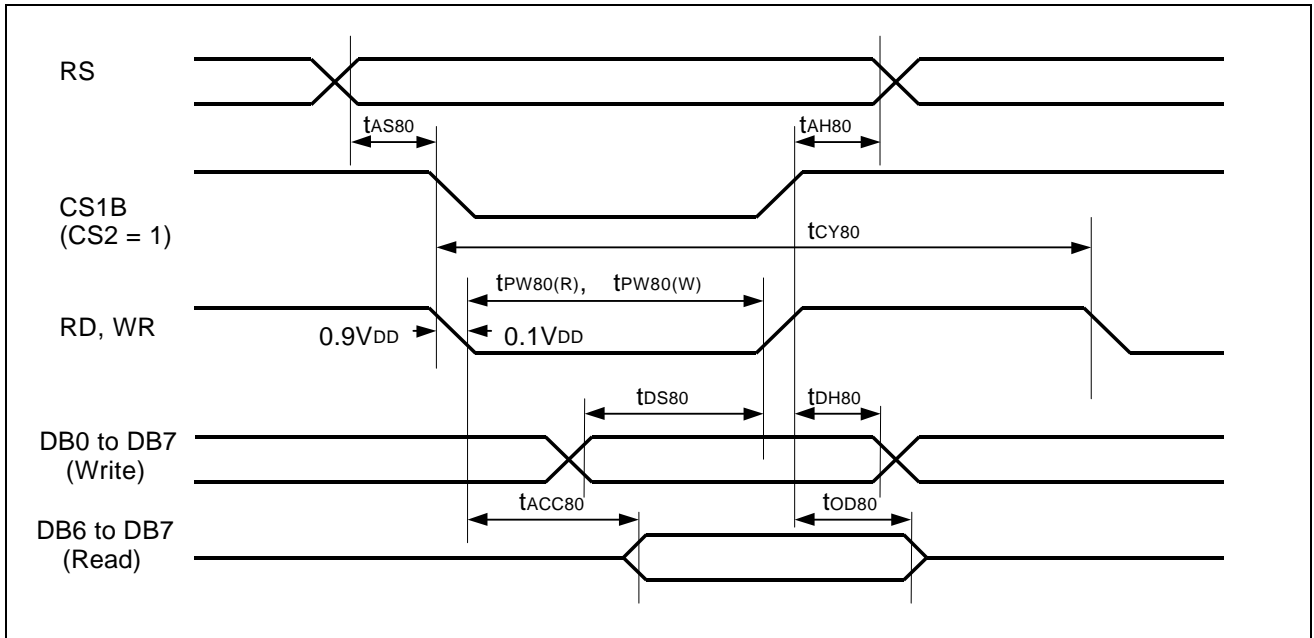 RS
tAS80
tAH80
CS1B
(CS2 = 1)
tCY80
tPW80(R), tPW80(W)
RD, WR
0.9VDD
0.1VDD
tDS80
tDH80
DB0 to DB7
(Write)
tACC80
tOD80
DB6 to DB7
(Read)